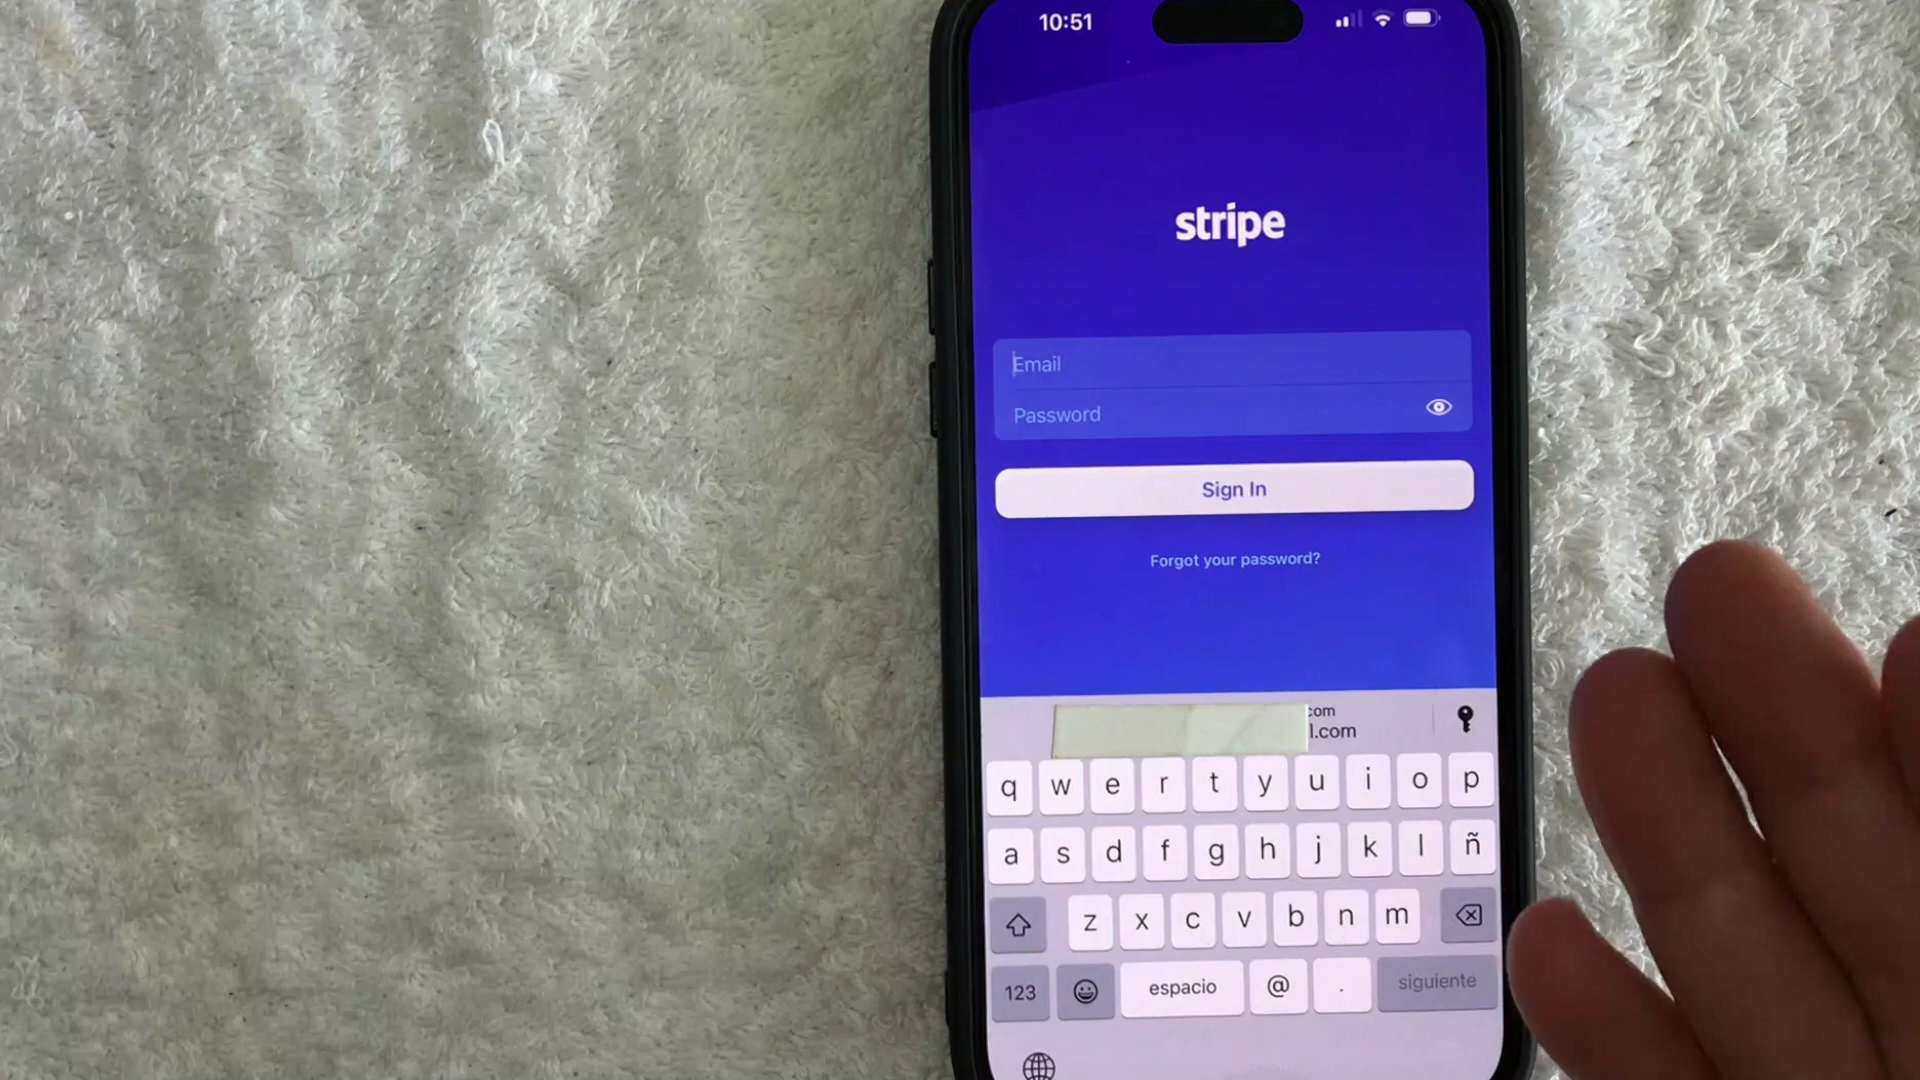 10:51
stripe
Email
Password
Sign In
Forgot your password?
.com
l.com
q w e r t y u i o p
a s d f g h j k l ñ
z x c v b n m
123 espacio @ . siguiente